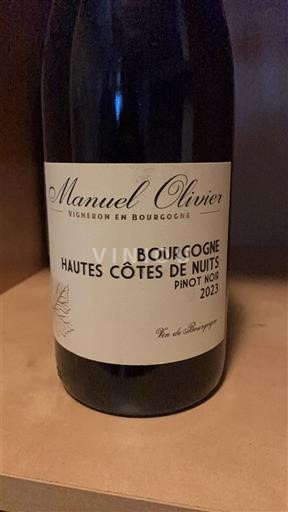 Manuel Olivier
VIGNERON EN BOURGOGNE
BOURGOGNE
HAUTES CÔTES DE NUITS
PINOT NOIR
2023
Vin de Bourgogne